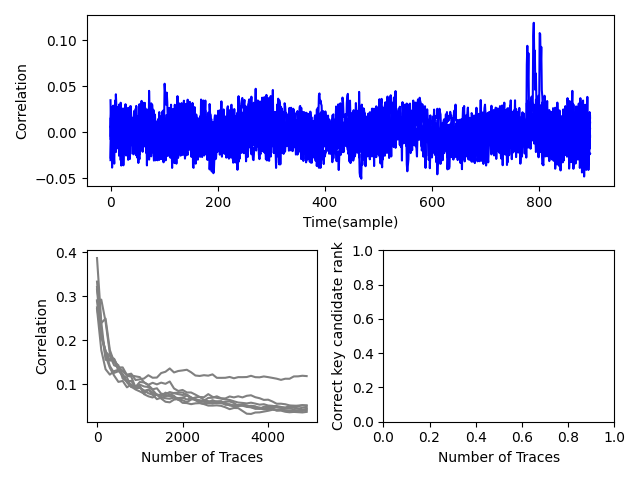 0.10
0.05
0.00
−0.05
Correlation
0 200 400 600 800
Time(sample)
0.4
0.3
0.2
0.1
Correlation
0 2000 4000
Number of Traces
1.0
0.8
0.6
0.4
0.2
0.0
Correct key candidate rank
0.0 0.2 0.4 0.6 0.8 1.0
Number of Traces